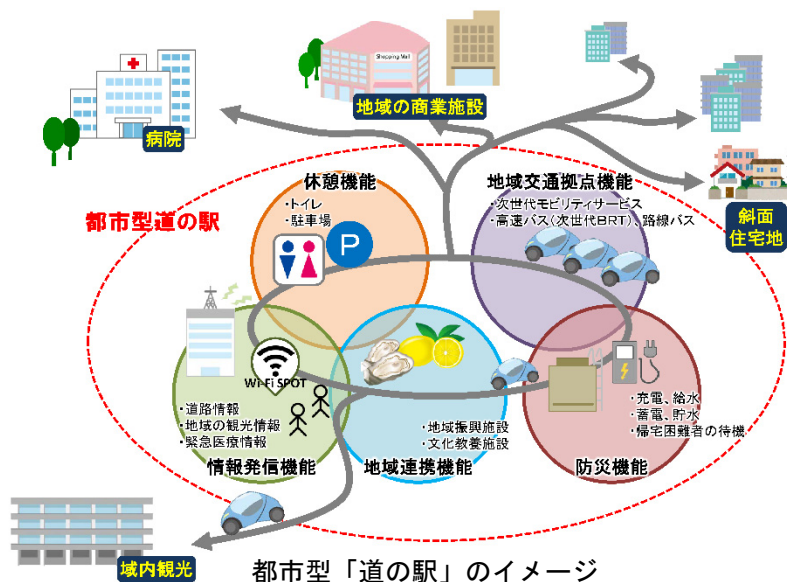 Shopping Mall
地域の商業施設
病院
斜面
住宅地
都市型道の駅
休憩機能
・トイレ
・駐車場
P
地域交通拠点機能
・次世代モビリティサービス
・高速バス(次世代BRT)、路線バス
Wi-Fi SPOT
・道路情報
・地域の観光情報
・緊急医療情報
情報発信機能
・地域振興施設
・文化教養施設
地域連携機能
・充電、給水
・蓄電、貯水
・帰宅困難者の待機
防災機能
域内観光
都市型「道の駅」のイメージ